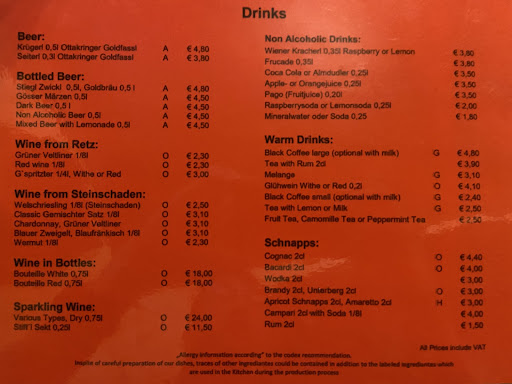 Drinks
Beer:
Krügerl 0,5l Ottakringer Goldfassl A € 4,80
Seiterl 0,3l Ottakringer Goldfassl A € 3,80
Bottled Beer:
Stiegl Zwickl 0,5l, Goldbräu 0,5 l A € 4,80
Gösser Märzen 0,5l A € 4,50
Dark Beer 0,5 l A € 4,50
Non Alcoholic Beer 0,5l A € 4,50
Mixed Beer with Lemonade 0,5l A € 4,50
Wine from Retz:
Grüner Veltliner 1/8l O € 2,30
Red wine 1/8l O € 2,30
G´spritzter 1/4l, Withe or Red O € 3,00
Wine from Steinschaden:
Welschriesling 1/8l (Steinschaden) O € 2,50
Classic Gemischter Satz 1/8l O € 3,10
Chardonnay, Grüner Veltliner O € 3,10
Blauer Zweigelt, Blaufränkisch 1/8l O € 3,10
Wermut 1/8l O € 2,30
Wine in Bottles:
Bouteille White 0,75l O € 18,00
Bouteille Red 0,75l O € 18,00
Sparkling Wine:
Various Types, Dry 0,75l O € 24,00
Stift´l Sekt 0,25l O € 11,50
Non Alcoholic Drinks:
Wiener Kracherl 0,35l Raspberry or Lemon € 3,80
Frucade 0,35l € 3,80
Coca Cola or Almdudler 0,25l € 3,50
Apple- or Orangejuice 0,25l € 3,50
Pago (Fruitjuice) 0,20l € 3,50
Raspberrysoda or Lemonsoda 0,25l € 2,00
Mineralwater or Soda 0,25 € 1,80
Warm Drinks:
Black Coffee large (optional with milk) G € 4,80
Tea with Rum 2cl € 3,90
Melange G € 3,10
Glühwein Withe or Red 0,2l O € 4,10
Black Coffee small (optional with milk) G € 2,40
Tea with Lemon or Milk G € 2,50
Fruit Tea, Camomille Tea or Peppermint Tea € 2,50
Schnapps:
Cognac 2cl O € 4,40
Bacardi 2cl O € 4,00
Wodka 2cl € 3,00
Brandy 2cl, Unterberg 2cl O € 3,00
Apricot Schnapps 2cl, Amaretto 2cl H € 3,00
Campari 2cl with Soda 1/8l € 4,00
Rum 2cl € 1,50
All Prices include VAT
„Allergy information according" to the codex recommendation.
Inspite of careful preparation of our dishes, traces of other ingredients could be contained in addition to the labeled ingredientes which
are used in the Kitchen during the production process